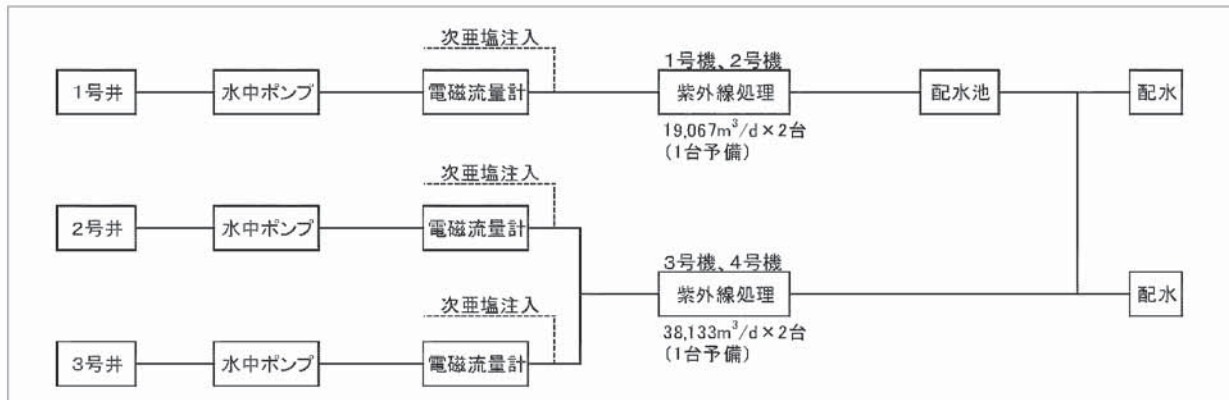 次亜塩注入
1号井
水中ポンプ
電磁流量計
1号機、2号機
紫外線処理
19,067m³/d×2台
(1台予備)
配水池
配水
次亜塩注入
2号井
水中ポンプ
電磁流量計
3号機、4号機
紫外線処理
38,133m³/d×2台
(1台予備)
配水
次亜塩注入
3号井
水中ポンプ
電磁流量計